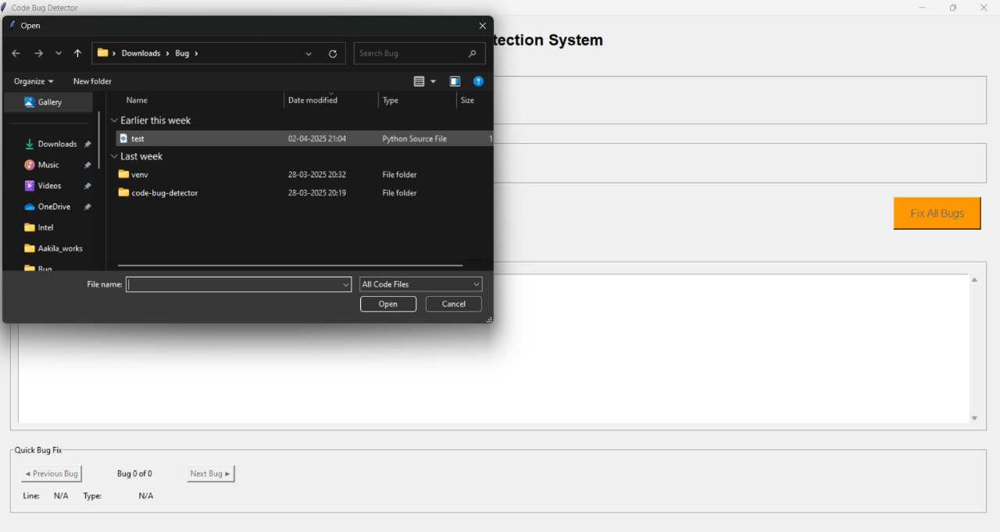 Code Bug Detector
Open
tection System
Downloads Bug
Search Bug
Organize New folder
Gallery
Name Date modified Type Size
Earlier this week
test 02-04-2025 21:04 Python Source File 1
Downloads
Last week
Music
venv 28-03-2025 20:32 File folder
Videos
code-bug-detector 28-03-2025 20:19 File folder
OneDrive
Fix All Bugs
Intel
Aakila_works
Bug
File name: All Code Files
Open Cancel
Quick Bug Fix
◄ Previous Bug Bug 0 of 0 Next Bug ►
Line: N/A Type: N/A